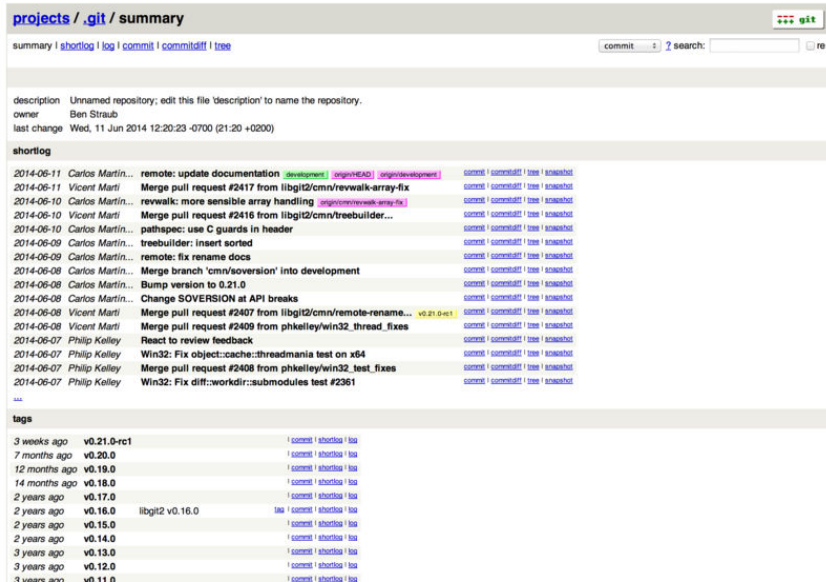 projects / .git / summary
git
summary | shortlog | log | commit | commitdiff | tree
commit ? search: re
description Unnamed repository; edit this file 'description' to name the repository.
owner Ben Straub
last change Wed, 11 Jun 2014 12:20:23 -0700 (21:20 +0200)
shortlog
2014-06-11 Carlos Martín... remote: update documentation development origin/HEAD origin/development commit | commitdiff | tree | snapshot
2014-06-11 Vicent Marti Merge pull request #2417 from libgit2/cmn/revwalk-array-fix commit | commitdiff | tree | snapshot
2014-06-10 Carlos Martín... revwalk: more sensible array handling origin/cmn/revwalk-array-fix commit | commitdiff | tree | snapshot
2014-06-10 Vicent Marti Merge pull request #2416 from libgit2/cmn/treebuilder... commit | commitdiff | tree | snapshot
2014-06-10 Carlos Martín... pathspec: use C guards in header commit | commitdiff | tree | snapshot
2014-06-09 Carlos Martín... treebuilder: insert sorted commit | commitdiff | tree | snapshot
2014-06-09 Carlos Martín... remote: fix rename docs commit | commitdiff | tree | snapshot
2014-06-08 Carlos Martín... Merge branch 'cmn/soversion' into development commit | commitdiff | tree | snapshot
2014-06-08 Carlos Martín... Bump version to 0.21.0 commit | commitdiff | tree | snapshot
2014-06-08 Carlos Martín... Change SOVERSION at API breaks commit | commitdiff | tree | snapshot
2014-06-08 Vicent Marti Merge pull request #2407 from libgit2/cmn/remote-rename... v0.21.0-rc1 commit | commitdiff | tree | snapshot
2014-06-08 Vicent Marti Merge pull request #2409 from phkelley/win32_thread_fixes commit | commitdiff | tree | snapshot
2014-06-07 Philip Kelley React to review feedback commit | commitdiff | tree | snapshot
2014-06-07 Philip Kelley Win32: Fix object::cache::threadmania test on x64 commit | commitdiff | tree | snapshot
2014-06-07 Philip Kelley Merge pull request #2408 from phkelley/win32_test_fixes commit | commitdiff | tree | snapshot
2014-06-07 Philip Kelley Win32: Fix diff::workdir::submodules test #2361 commit | commitdiff | tree | snapshot
...
tags
3 weeks ago v0.21.0-rc1 | commit | shortlog | log
7 months ago v0.20.0 | commit | shortlog | log
12 months ago v0.19.0 | commit | shortlog | log
14 months ago v0.18.0 | commit | shortlog | log
2 years ago v0.17.0 | commit | shortlog | log
2 years ago v0.16.0 libgit2 v0.16.0 tag | commit | shortlog | log
2 years ago v0.15.0 | commit | shortlog | log
2 years ago v0.14.0 | commit | shortlog | log
3 years ago v0.13.0 | commit | shortlog | log
3 years ago v0.12.0 | commit | shortlog | log
3 years ago v0.11.0 | commit | shortlog | log